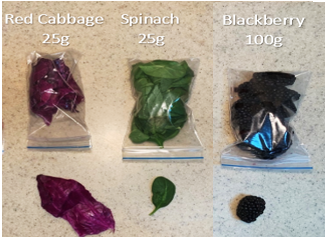 Red Cabbage
25g
Spinach
25g
Blackberry
100g